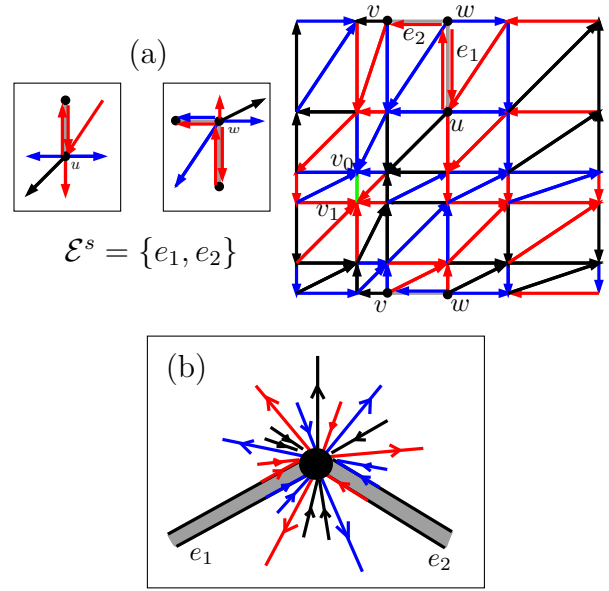 v w
(a) e₂
e₁
u
u w
v₀
v₁
𝓔ˢ = {e₁, e₂}
v w
(b)
e₁ e₂